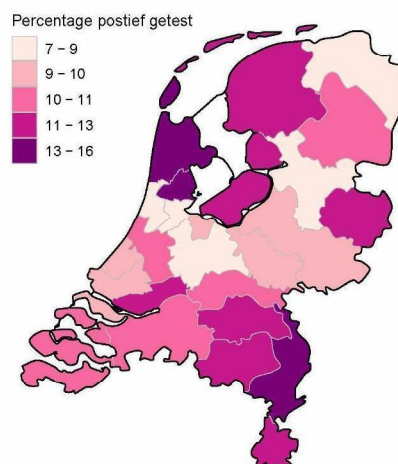 Percentage postief getest
7 – 9
9 – 10
10 – 11
11 – 13
13 – 16